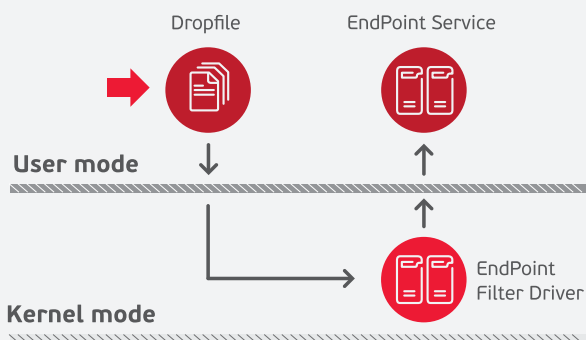 Dropfile
EndPoint Service
User mode
EndPoint
Filter Driver
Kernel mode